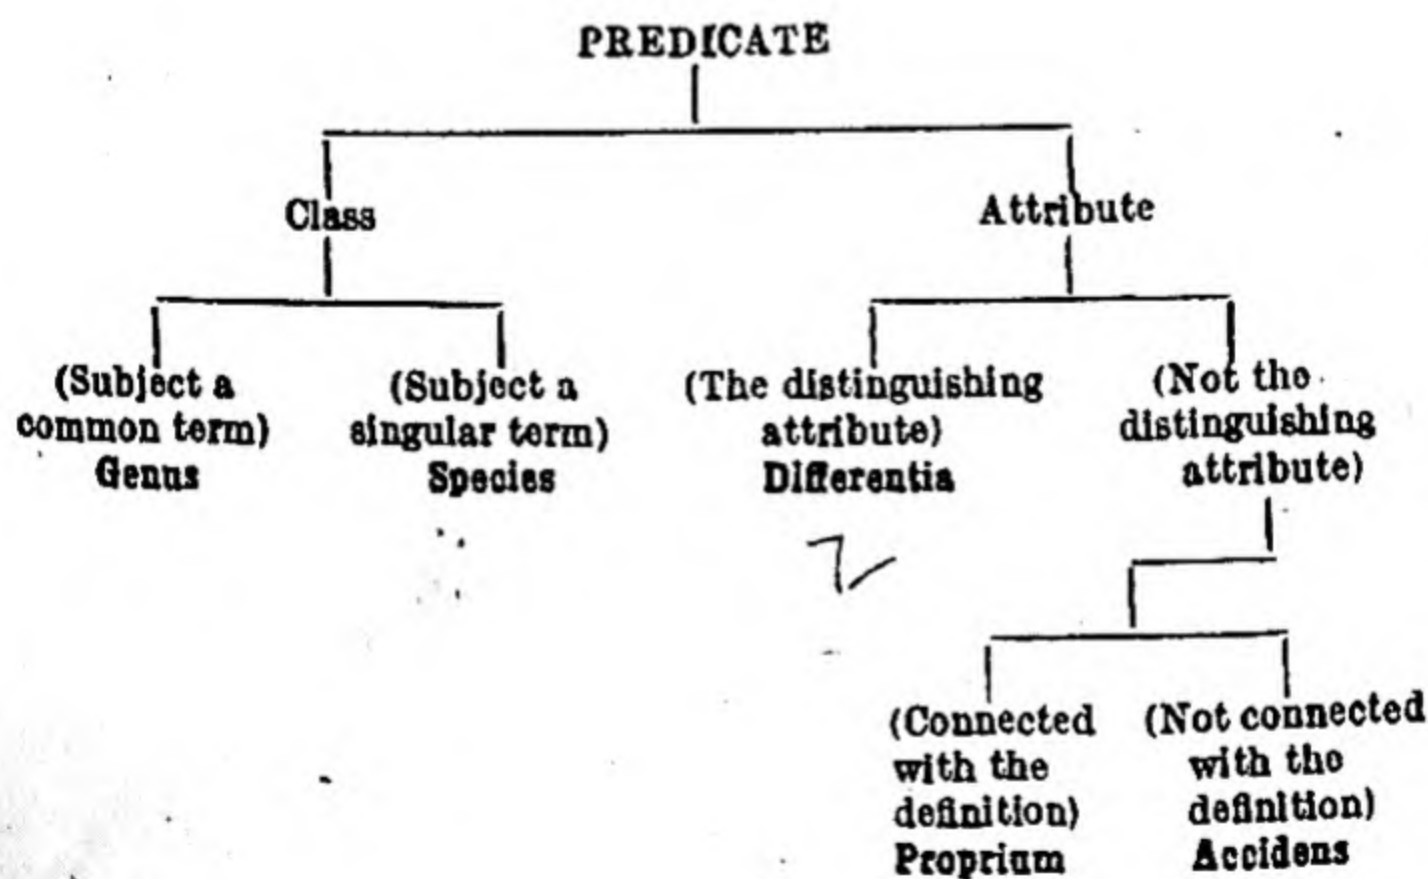 PREDICATE
Class
Attribute
(Subject a
common term)
Genus
(Subject a
singular term)
Species
(The distinguishing
attribute)
Differentia
(Not the
distinguishing
attribute)
(Connected
with the
definition)
Proprium
(Not connected
with the
definition)
Accidens